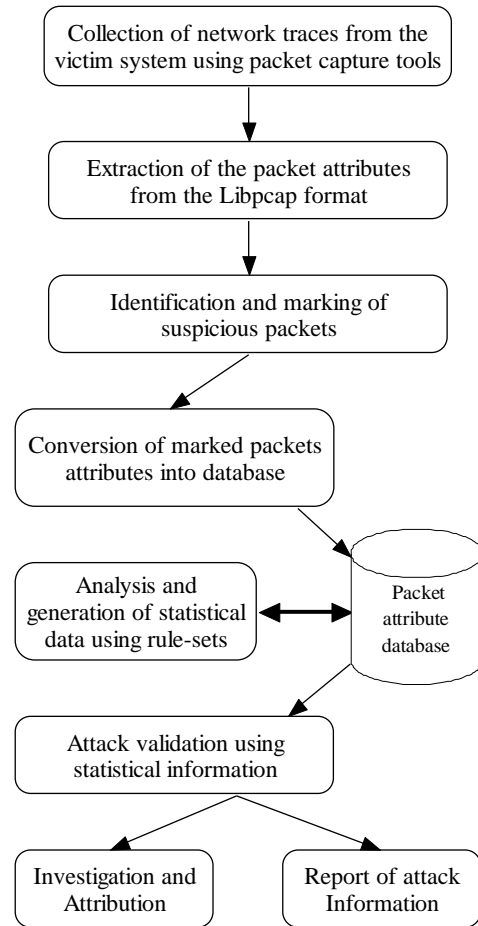 Collection of network traces from the
victim system using packet capture tools
Extraction of the packet attributes
from the Libpcap format
Identification and marking of
suspicious packets
Conversion of marked packets
attributes into database
Analysis and
generation of statistical
data using rule-sets
Packet
attribute
database
Attack validation using
statistical information
Investigation and
Attribution
Report of attack
Information